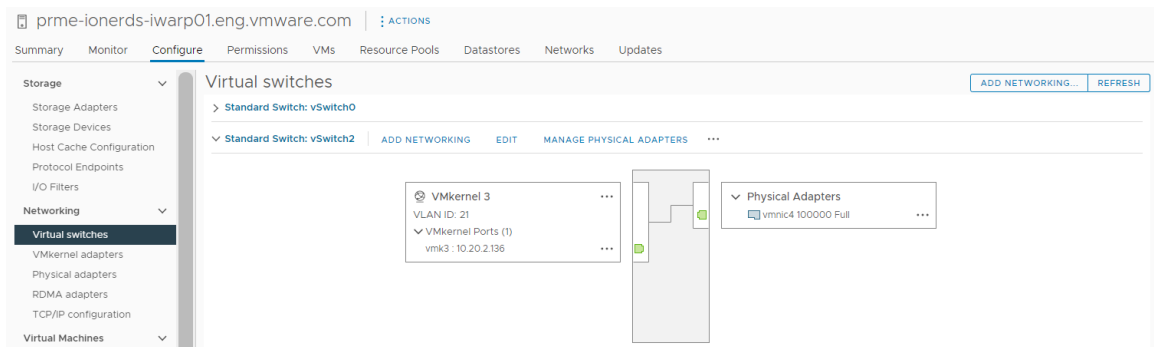 prme-ionerds-iwarp01.eng.vmware.com ACTIONS
Summary Monitor Configure Permissions VMs Resource Pools Datastores Networks Updates
Storage
Storage Adapters
Storage Devices
Host Cache Configuration
Protocol Endpoints
I/O Filters
Networking
Virtual switches
VMkernel adapters
Physical adapters
RDMA adapters
TCP/IP configuration
Virtual Machines
Virtual switches
ADD NETWORKING... REFRESH
Standard Switch: vSwitch0
Standard Switch: vSwitch2 ADD NETWORKING EDIT MANAGE PHYSICAL ADAPTERS ...
VMkernel 3 ...
VLAN ID: 21
VMkernel Ports (1)
vmk3 : 10.20.2.136 ...
Physical Adapters
vmnic4 100000 Full ...